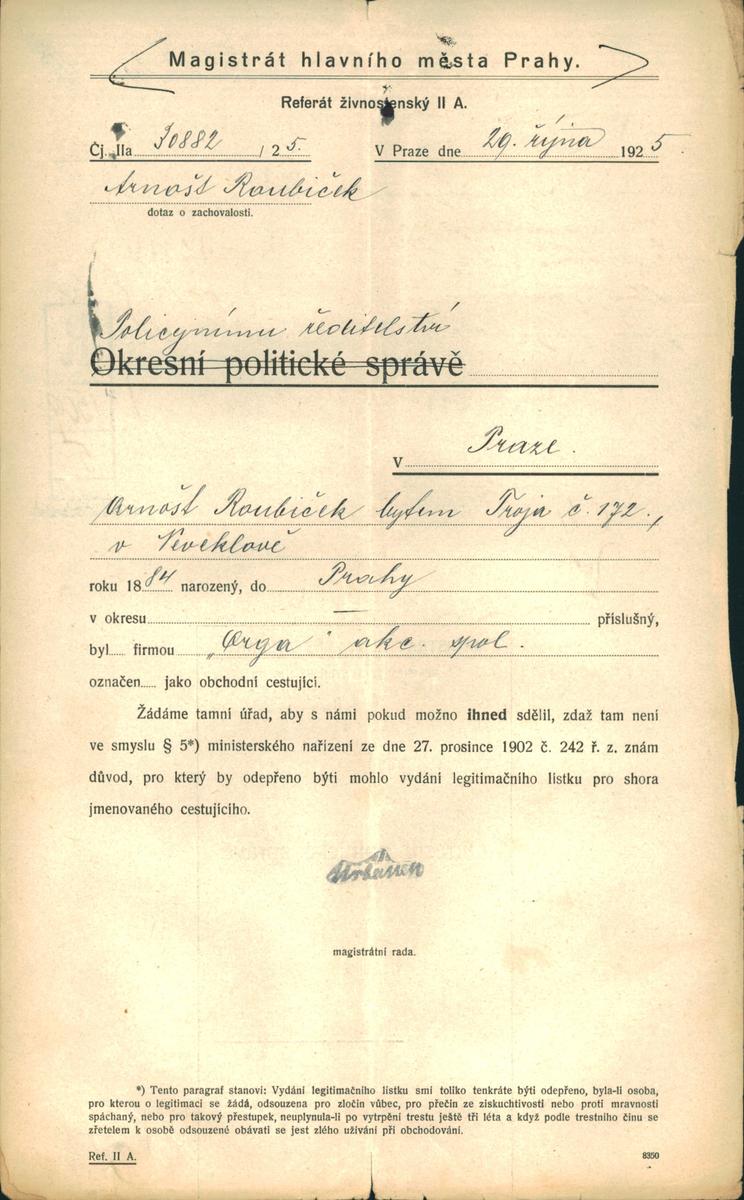 Magistrát hlavního města Prahy.
Referát živnostenský II A.
Čj. IIa 30882 / 25. V Praze dne 29. října 1925
Arnošt Roubíček
dotaz o zachovalosti.
Policejnímu ředitelství
Okresní politické správě
v Praze.
Arnošt Roubíček bytem Troja č. 172.,
v Neveklově
roku 1884 narozený, do Prahy
v okresu — příslušný,
byl firmou „Orga" akc. spol.
označen jako obchodní cestující.
Žádáme tamní úřad, aby s námi pokud možno ihned sdělil, zdaž tam není
ve smyslu § 5*) ministerského nařízení ze dne 27. prosince 1902 č. 242 ř. z. znám
důvod, pro který by odepřeno býti mohlo vydání legitimačního lístku pro shora
jmenovaného cestujícího.
Urbánek
magistrátní rada.
*) Tento paragraf stanoví: Vydání legitimačního lístku smí toliko tenkráte býti odepřeno, byla-li osoba,
pro kterou o legitimaci se žádá, odsouzena pro zločin vůbec, pro přečin ze ziskuchtivosti nebo proti mravnosti
spáchaný, nebo pro takový přestupek, neuplynula-li po vytrpění trestu ještě tři léta a když podle trestního činu se
zřetelem k osobě odsouzené obávati se jest zlého užívání při obchodování.
Ref. II A. 8350